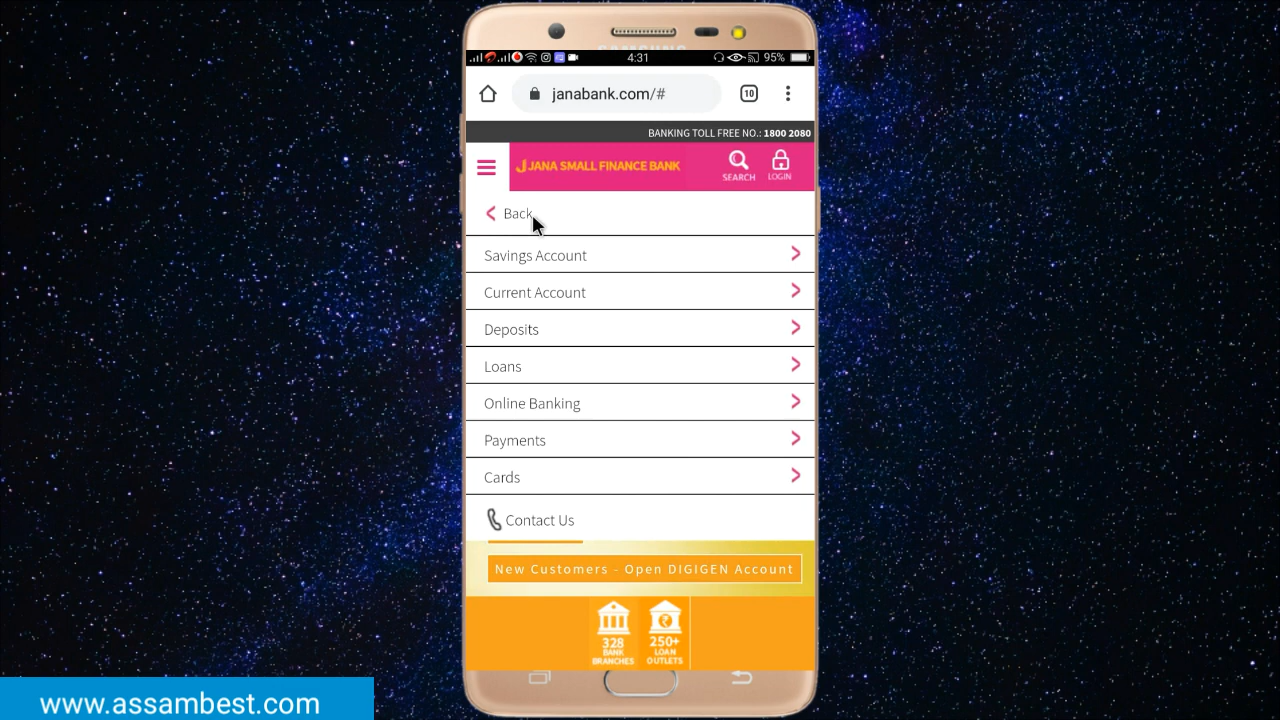 SAMSUNG
4:31
95%
janabank.com/#
10
BANKING TOLL FREE NO.: 1800 2080
JANA SMALL FINANCE BANK
SEARCH
LOGIN
Back
Savings Account
Current Account
Deposits
Loans
Online Banking
Payments
Cards
Contact Us
New Customers - Open DIGIGEN Account
328
BANK
BRANCHES
250+
LOAN
OUTLETS
www.assambest.com